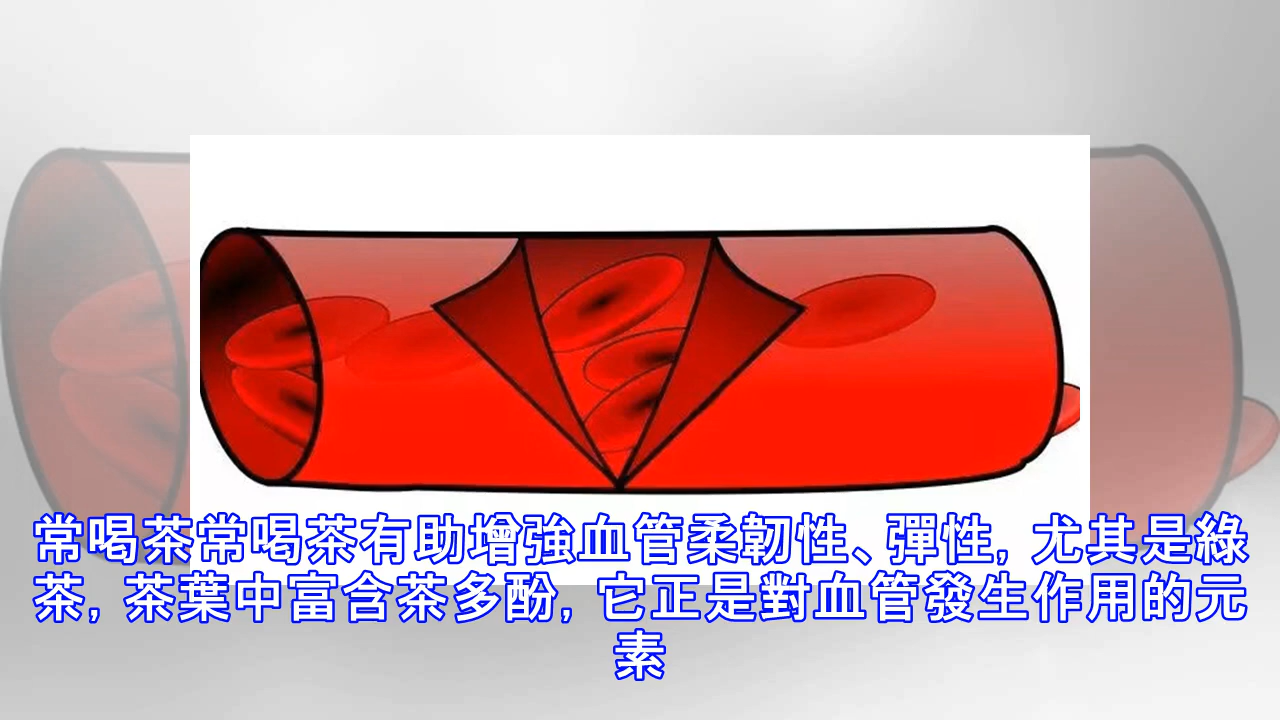 常喝茶常喝茶有助增強血管柔韌性、彈性, 尤其是綠
茶, 茶葉中富含茶多酚, 它正是對血管發生作用的元
素